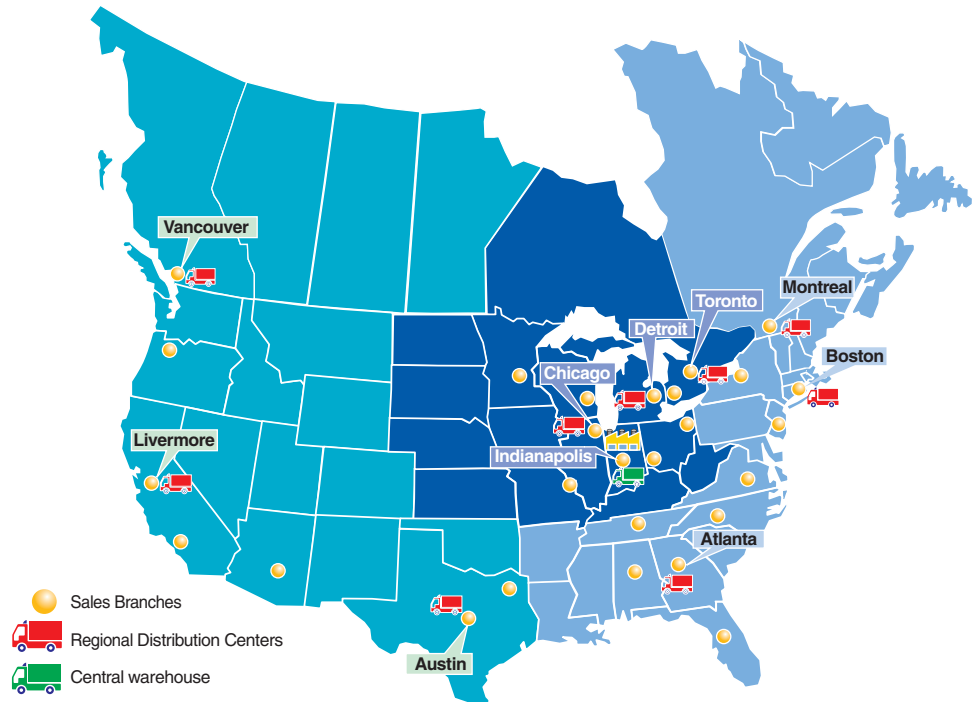 Vancouver
Montreal
Toronto
Detroit
Boston
Chicago
Livermore
Indianapolis
Atlanta
Austin
Sales Branches
Regional Distribution Centers
Central warehouse